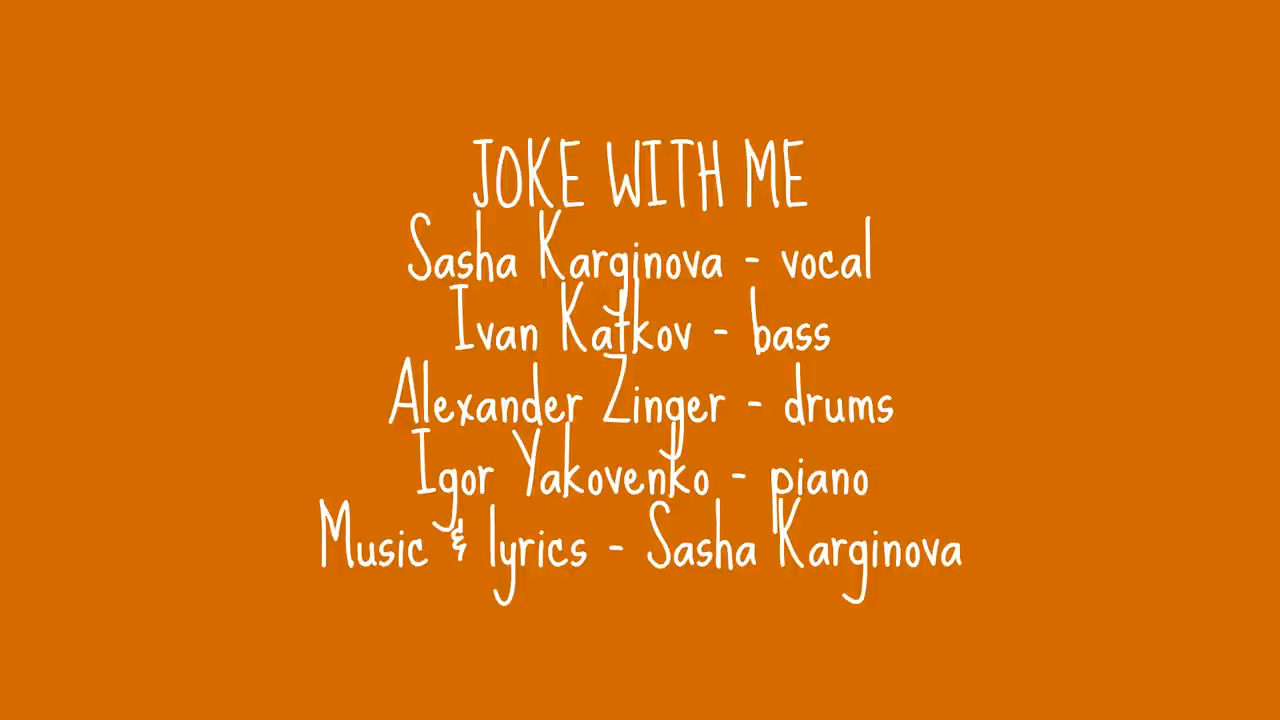 JOKE WITH ME
Sasha Karginova - vocal
Ivan Kafkov - bass
Alexander Zinger - drums
Igor Yakovenko - piano
Music & lyrics - Sasha Karginova